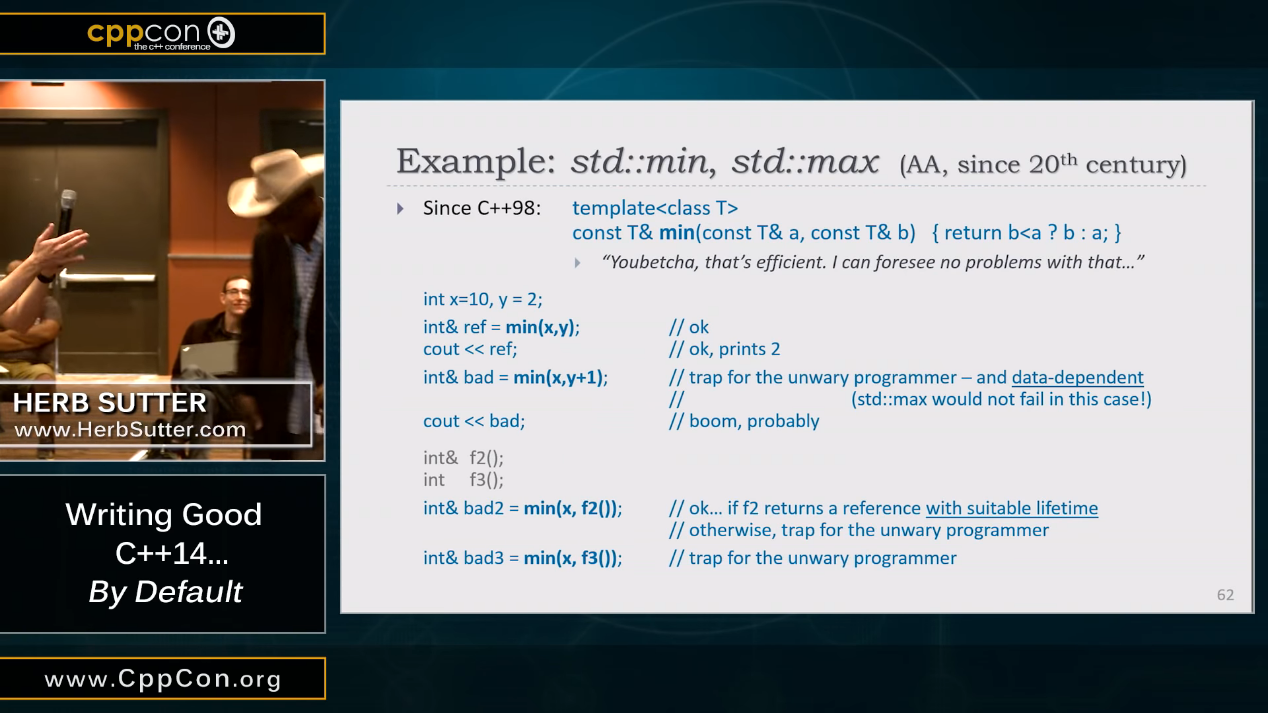 cppcon
the c++ conference
HERB SUTTER
www.HerbSutter.com
Writing Good
C++14...
By Default
www.CppCon.org
Example: std::min, std::max (AA, since 20th century)
Since C++98: template<class T>
const T& min(const T& a, const T& b) { return b<a ? b : a; }
“Youbetcha, that’s efficient. I can foresee no problems with that…”
int x=10, y = 2;
int& ref = min(x,y); // ok
cout << ref; // ok, prints 2
int& bad = min(x,y+1); // trap for the unwary programmer – and data-dependent
// (std::max would not fail in this case!)
cout << bad; // boom, probably
int& f2();
int f3();
int& bad2 = min(x, f2()); // ok… if f2 returns a reference with suitable lifetime
// otherwise, trap for the unwary programmer
int& bad3 = min(x, f3()); // trap for the unwary programmer
62